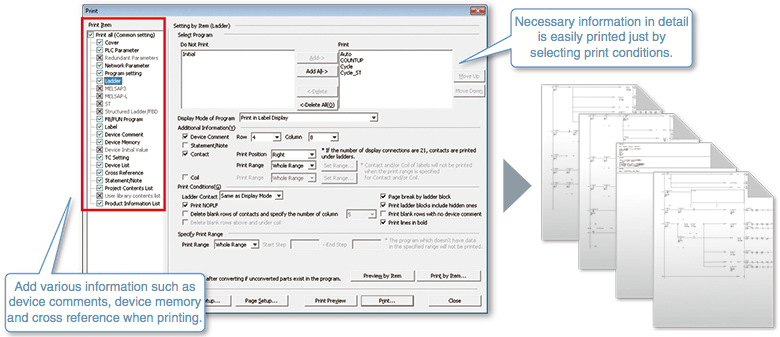 Print
Print Item
Print all (Common setting)
Cover
PLC Parameter
Redundant Parameters
Network Parameter
Program setting
Ladder
MELSAP3
MELSAP-L
ST
Structured Ladder/FBD
FB/FUN Program
Label
Device Comment
Device Memory
Device Initial Value
TC Setting
Device List
Cross Reference
Statement/Note
Project Contents List
User library contents list
Product Information List
Setting by Item (Ladder)
Select Program
Do Not Print
Initial
Add->
Add All->
<-Delete
<-Delete All(O)
Print
Auto
COUNTUP
Cycle
Cycle_ST
Move Up
Move Down
Display Mode of Program Print in Label Display
Additional Information(Y)
Device Comment Row 4 Column 8
Statement/Note
Contact Print Position Right * If the number of display connections are 21, contacts are printed under ladders.
Print Range Whole Range Set Range... * Contact and/or Coil of labels will not be printed
when the print range is specified
for Contact and/or Coil.
Coil Print Range Whole Range Set Range...
Print Conditions(G)
Ladder Contact Same as Display Mode
Page break by ladder block
Print NOPLF
Print ladder blocks include hidden ones
Delete blank rows of contacts and specify the number of column 5
Print blank rows with no device comment
Delete blank rows above and under coil
Print lines in bold
Specify Print Range
Print Range Whole Range Start Step --End Step * The program which doesn't have data
in the specified range will not be printed
after converting if unconverted parts exist in the program.
Preview by Item
Print by Item...
etup...
Page Setup...
Print Preview
Print...
Close
Necessary information in detail
is easily printed just by
selecting print conditions.
Add various information such as
device comments, device memory
and cross reference when printing.